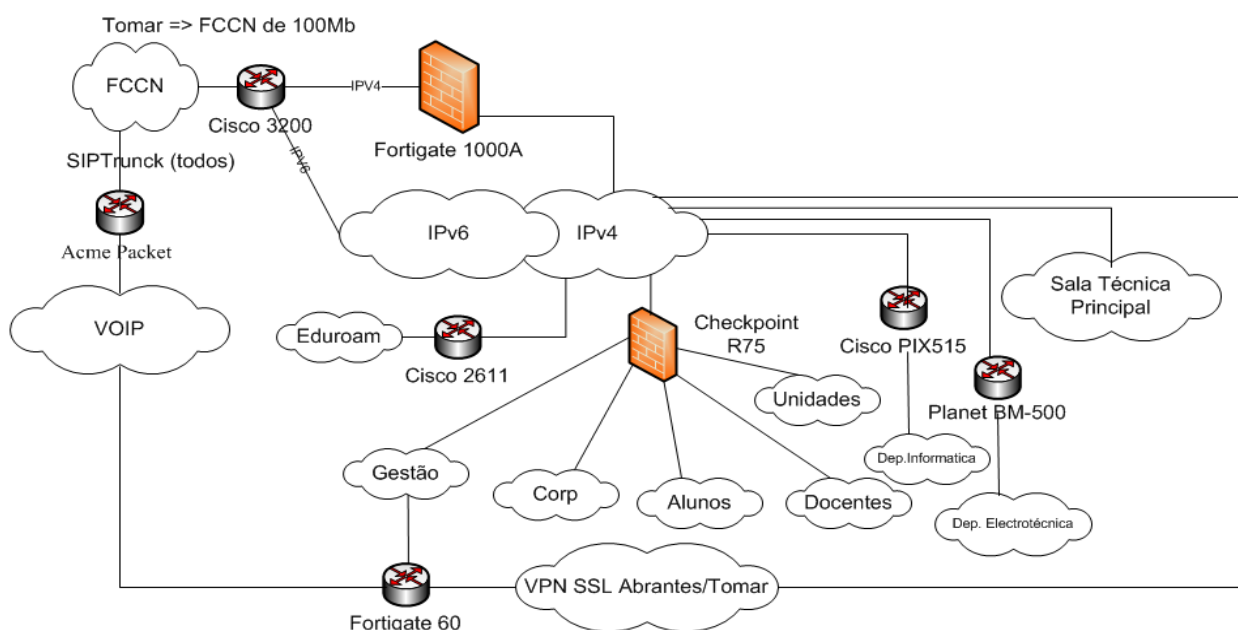 Tomar => FCCN de 100Mb
FCCN
IPV4
Cisco 3200
Fortigate 1000A
IPV6
SIPTrunck (todos)
Acme Packet
IPv6
IPv4
VOIP
Eduroam
Cisco 2611
Checkpoint
R75
Cisco PIX515
Sala Técnica
Principal
Unidades
Planet BM-500
Dep.Informatica
Gestão
Corp
Alunos
Docentes
Dep. Electrotécnica
VPN SSL Abrantes/Tomar
Fortigate 60